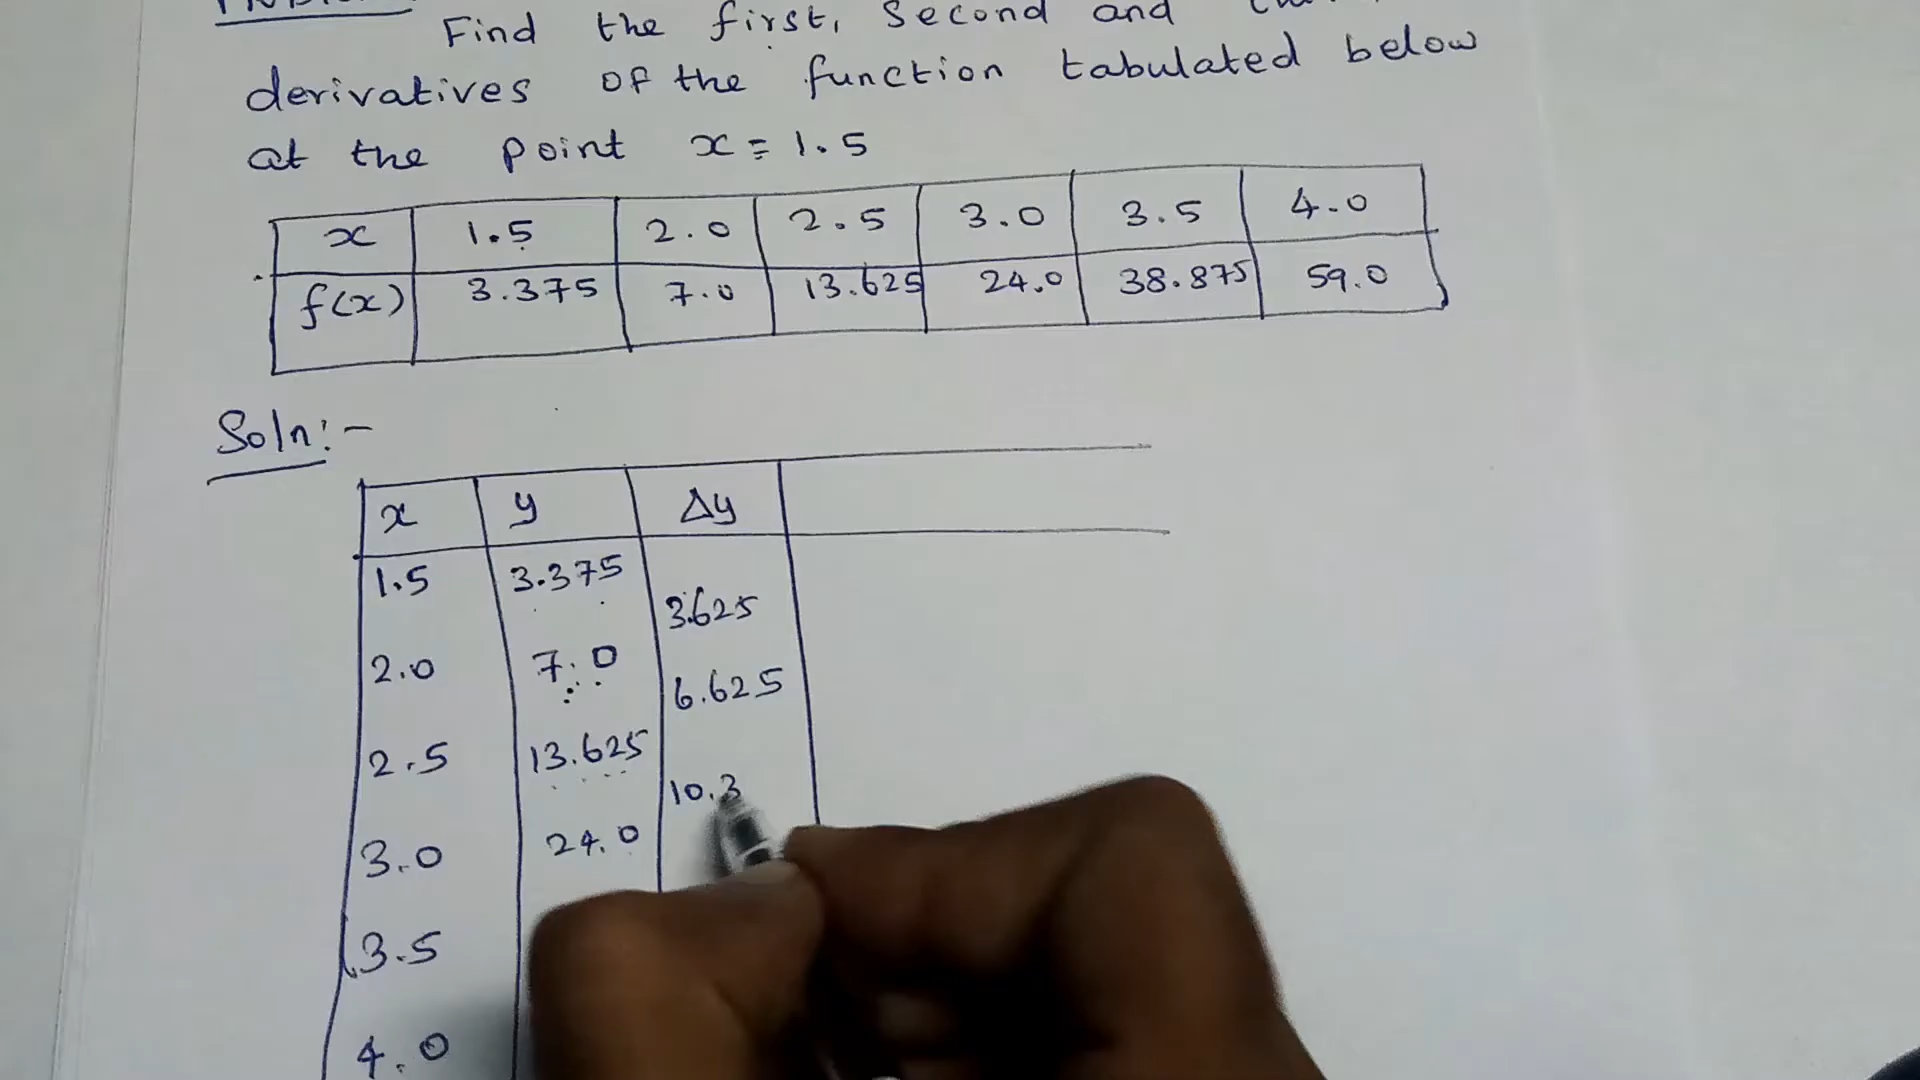 Find the first, Second and
derivatives of the function tabulated below
at the point x = 1.5
x 1.5 2.0 2.5 3.0 3.5 4.0
f(x) 3.375 7.0 13.625 24.0 38.875 59.0
Soln:-
x y Δy
1.5 3.375
3.625
2.0 7.0
6.625
2.5 13.625
10.3
3.0 24.0
3.5
4.0